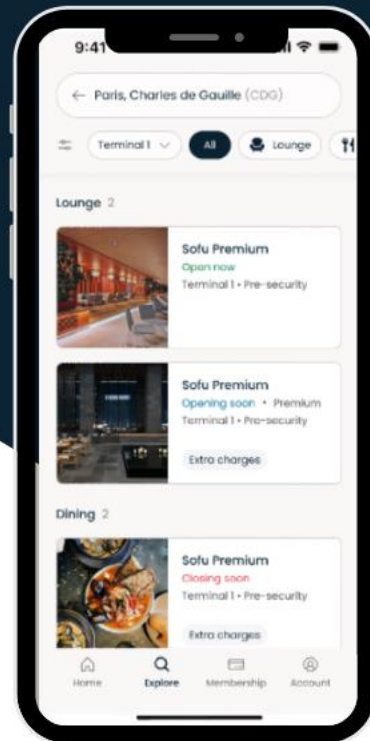 9:41
Paris, Charles de Gaulle (CDG)
Terminal 1
All
Lounge
Lounge 2
Sofu Premium
Open now
Terminal 1 • Pre-security
Sofu Premium
Opening soon • Premium
Terminal 1 • Pre-security
Extra charges
Dining 2
Sofu Premium
Closing soon
Terminal 1 • Pre-security
Extra charges
Home
Explore
Membership
Account